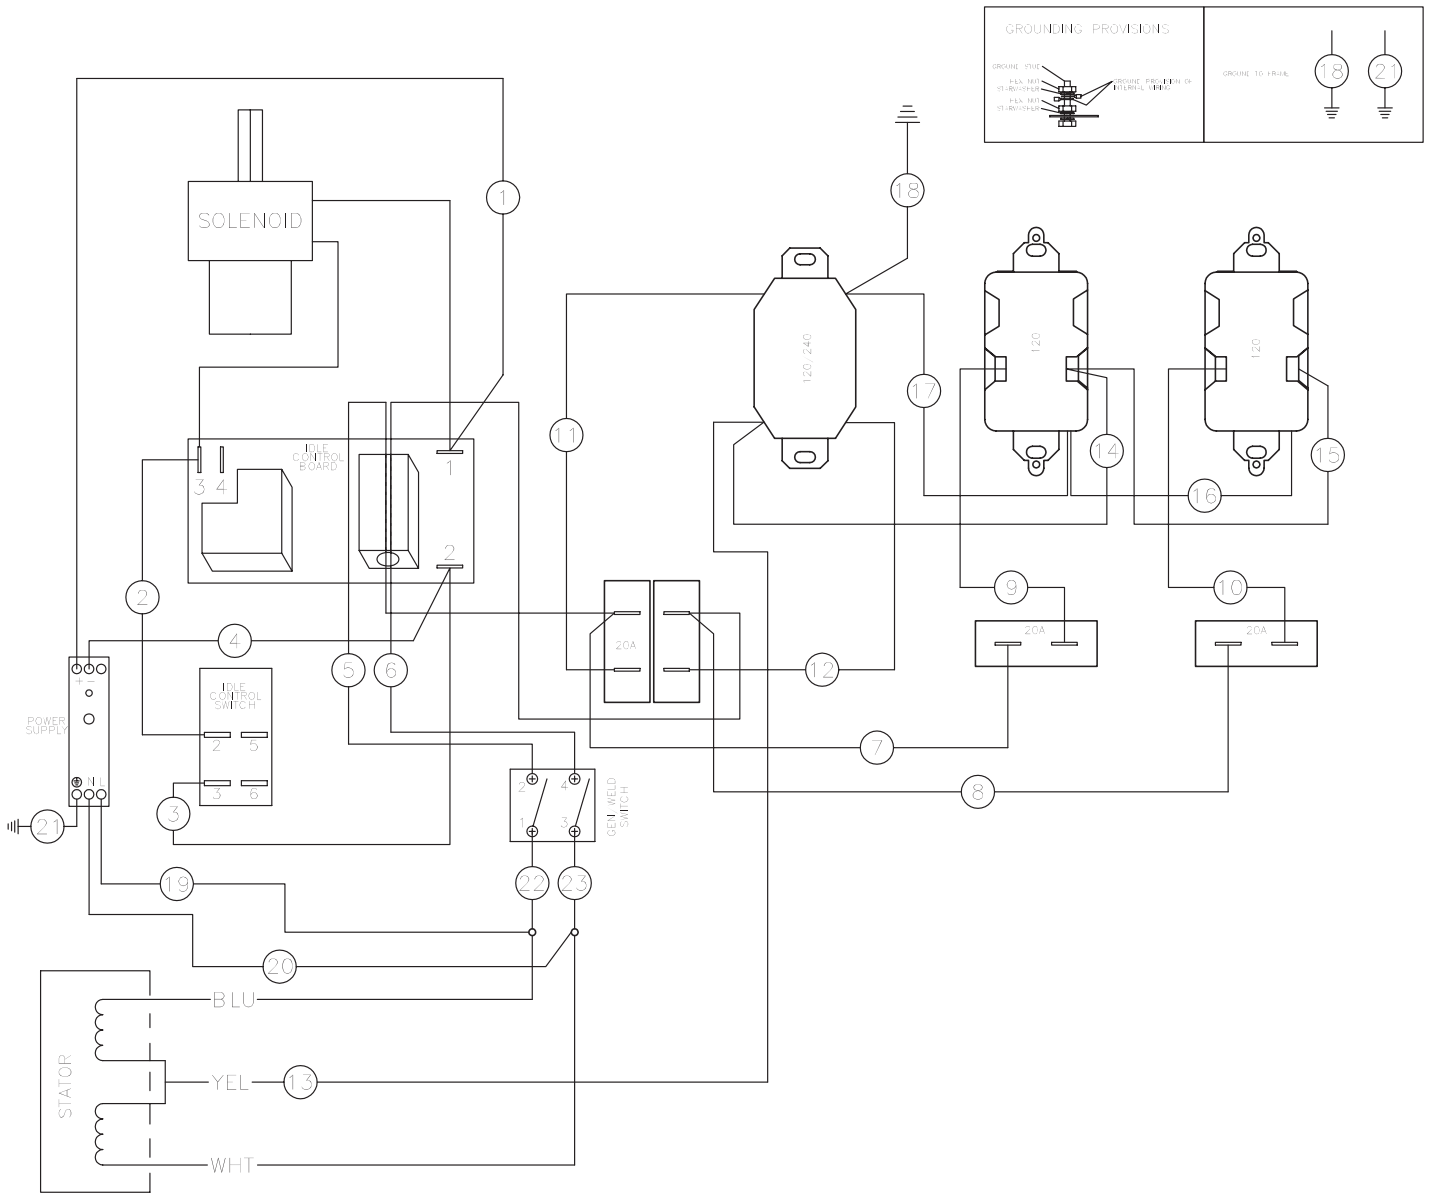 GROUNDING PROVISIONS
GROUND STUD
HEX NUT
STARWASHER
HEX NUT
STARWASHER
GROUND PROVISION OF
INTERNAL WIRING
GROUND TO FRAME
18
21
1
SOLENOID
18
120/240
120
120
17
11
14
15
16
IDLE
CONTROL
BOARD
3
4
1
2
2
4
5
6
9
10
20A
20A
20A
12
POWER
SUPPLY
+ -
N L
IDLE
CONTROL
SWITCH
2
5
3
6
3
7
8
2
4
1
3
GEN WELD
SWITCH
21
19
22
23
20
BLU
STATOR
YEL
13
WHT